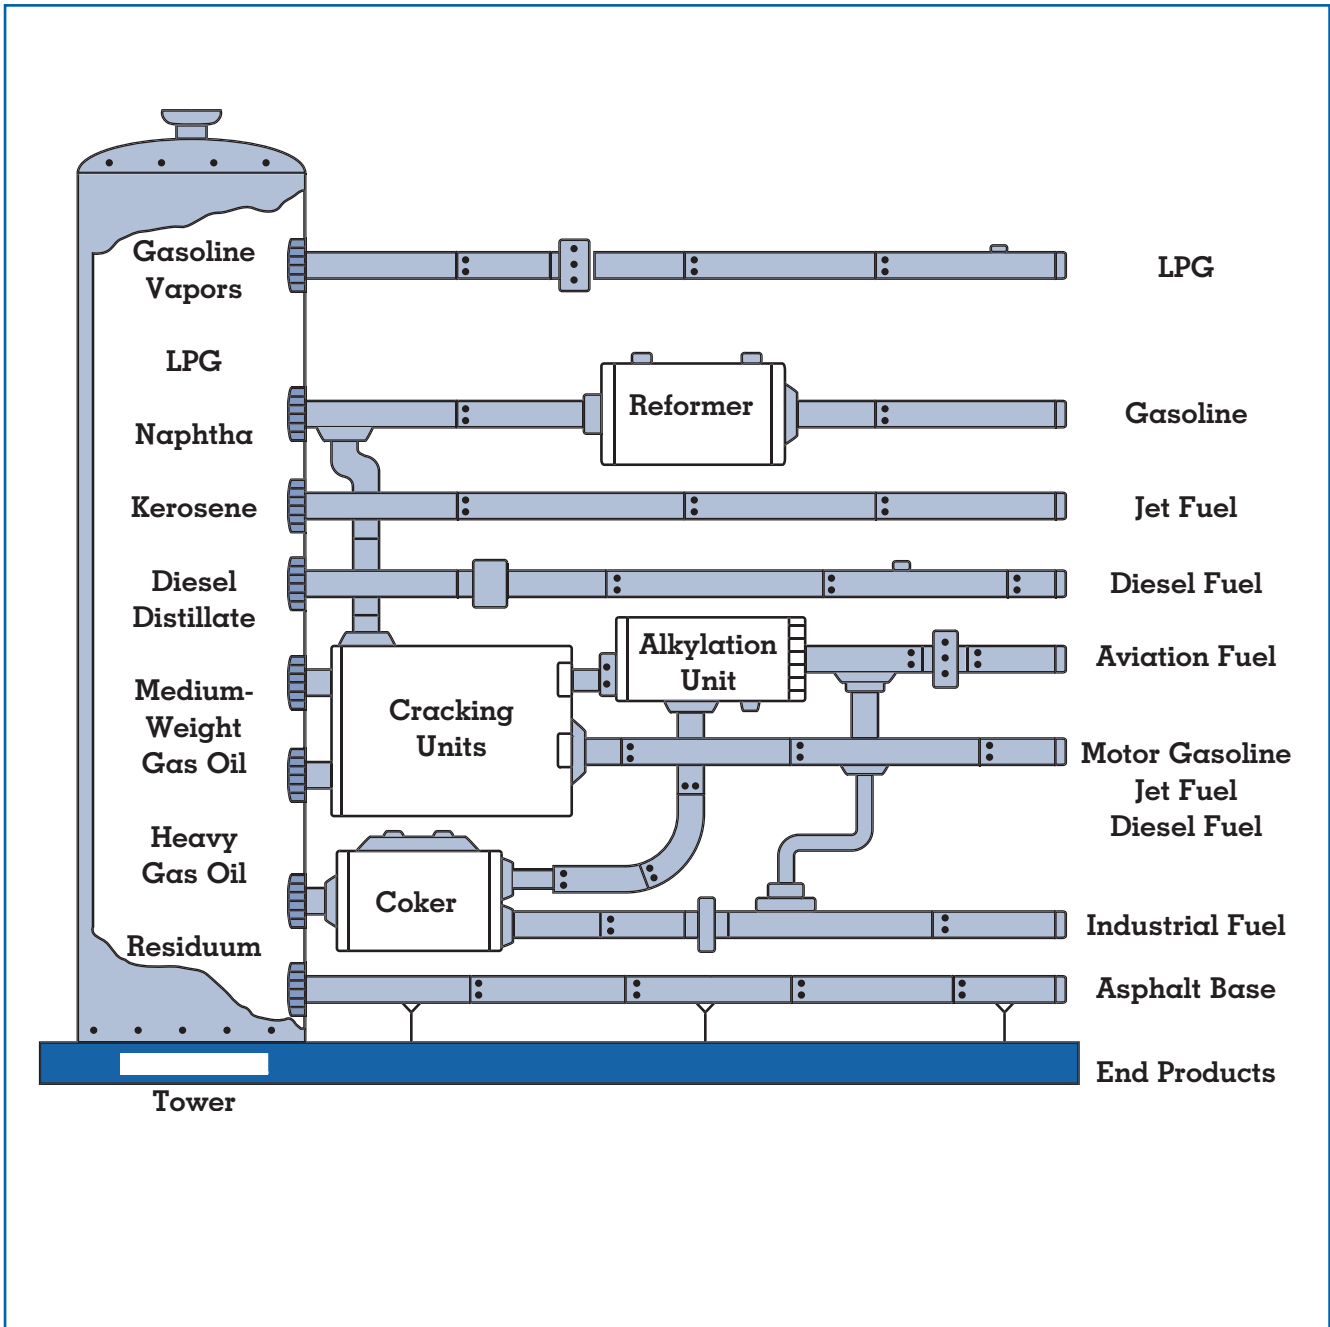 Gasoline
Vapors
LPG
Naphtha
Kerosene
Diesel
Distillate
Medium-
Weight
Gas Oil
Heavy
Gas Oil
Residuum
Tower
Reformer
Cracking
Units
Alkylation
Unit
Coker
LPG
Gasoline
Jet Fuel
Diesel Fuel
Aviation Fuel
Motor Gasoline
Jet Fuel
Diesel Fuel
Industrial Fuel
Asphalt Base
End Products